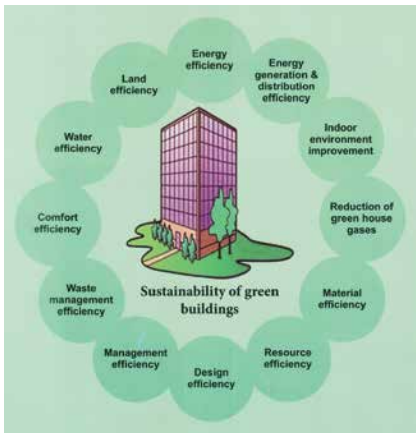 Energy
efficiency
Energy
generation &
distribution
efficiency
Indoor
environment
improvement
Reduction of
green house
gases
Material
efficiency
Resource
efficiency
Design
efficiency
Management
efficiency
Waste
management
efficiency
Comfort
efficiency
Water
efficiency
Land
efficiency
Sustainability of green
buildings